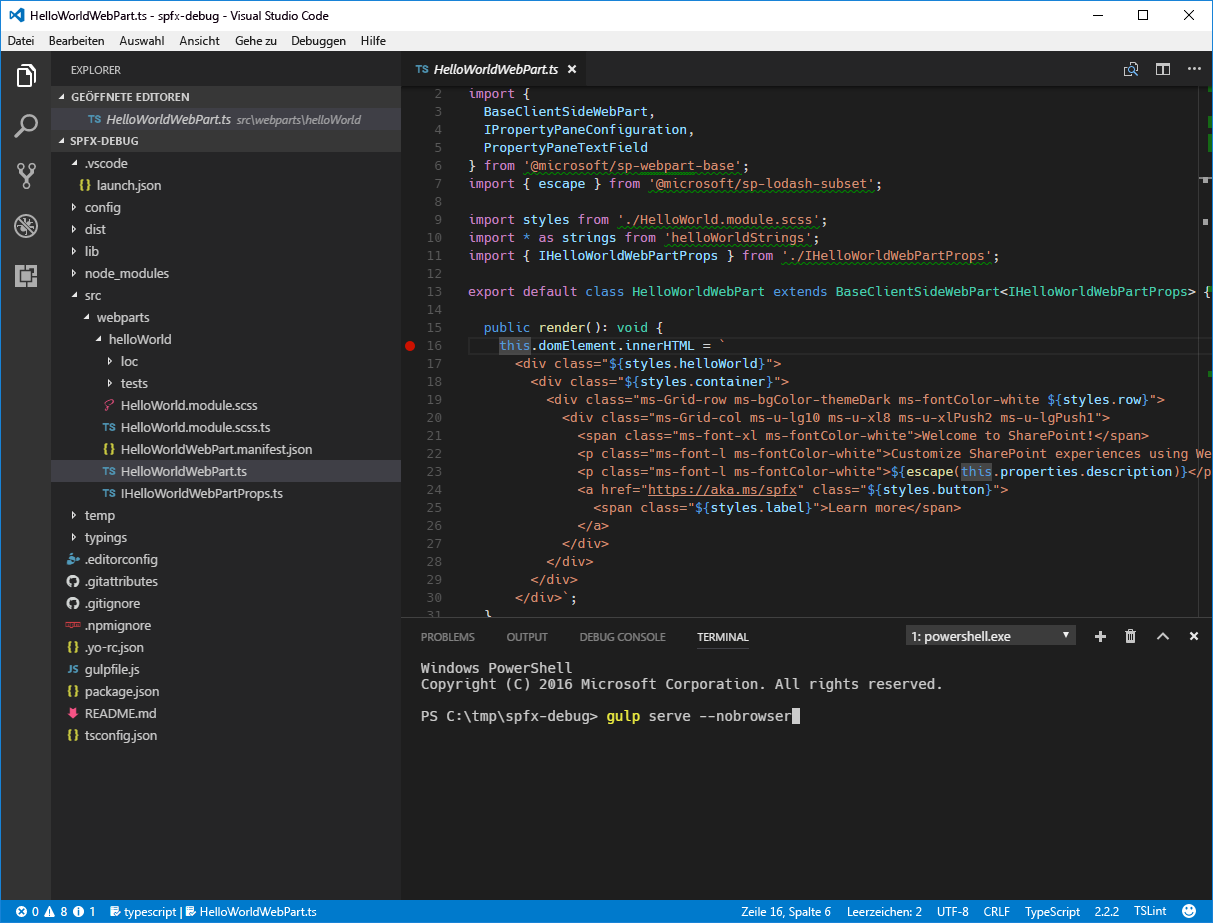 HelloWorldWebPart.ts - spfx-debug - Visual Studio Code
Datei Bearbeiten Auswahl Ansicht Gehe zu Debuggen Hilfe
EXPLORER
GEÖFFNETE EDITOREN
TS HelloWorldWebPart.ts src\webparts\helloWorld
SPFX-DEBUG
.vscode
{} launch.json
config
dist
lib
node_modules
src
webparts
helloWorld
loc
tests
HelloWorld.module.scss
TS HelloWorld.module.scss.ts
{} HelloWorldWebPart.manifest.json
TS HelloWorldWebPart.ts
TS IHelloWorldWebPartProps.ts
temp
typings
.editorconfig
.gitattributes
.gitignore
.npmignore
{} .yo-rc.json
JS gulpfile.js
{} package.json
README.md
{} tsconfig.json
TS HelloWorldWebPart.ts
2 import {
3 BaseClientSideWebPart,
4 IPropertyPaneConfiguration,
5 PropertyPaneTextField
6 } from '@microsoft/sp-webpart-base';
7 import { escape } from '@microsoft/sp-lodash-subset';
8
9 import styles from './HelloWorld.module.scss';
10 import * as strings from 'helloWorldStrings';
11 import { IHelloWorldWebPartProps } from './IHelloWorldWebPartProps';
12
13 export default class HelloWorldWebPart extends BaseClientSideWebPart<IHelloWorldWebPartProps> {
14
15 public render(): void {
16 this.domElement.innerHTML = `
17 <div class="${styles.helloWorld}">
18 <div class="${styles.container}">
19 <div class="ms-Grid-row ms-bgColor-themeDark ms-fontColor-white ${styles.row}">
20 <div class="ms-Grid-col ms-u-lg10 ms-u-xl8 ms-u-xlPush2 ms-u-lgPush1">
21 <span class="ms-font-xl ms-fontColor-white">Welcome to SharePoint!</span>
22 <p class="ms-font-l ms-fontColor-white">Customize SharePoint experiences using We
23 <p class="ms-font-l ms-fontColor-white">${escape(this.properties.description)}</p
24 <a href="https://aka.ms/spfx" class="${styles.button}">
25 <span class="${styles.label}">Learn more</span>
26 </a>
27 </div>
28 </div>
29 </div>
30 </div>`;
31 }
PROBLEMS OUTPUT DEBUG CONSOLE TERMINAL 1: powershell.exe
Windows PowerShell
Copyright (C) 2016 Microsoft Corporation. All rights reserved.
PS C:\tmp\spfx-debug> gulp serve --nobrowser
0 8 1 typescript | HelloWorldWebPart.ts Zeile 16, Spalte 6 Leerzeichen: 2 UTF-8 CRLF TypeScript 2.2.2 TSLint